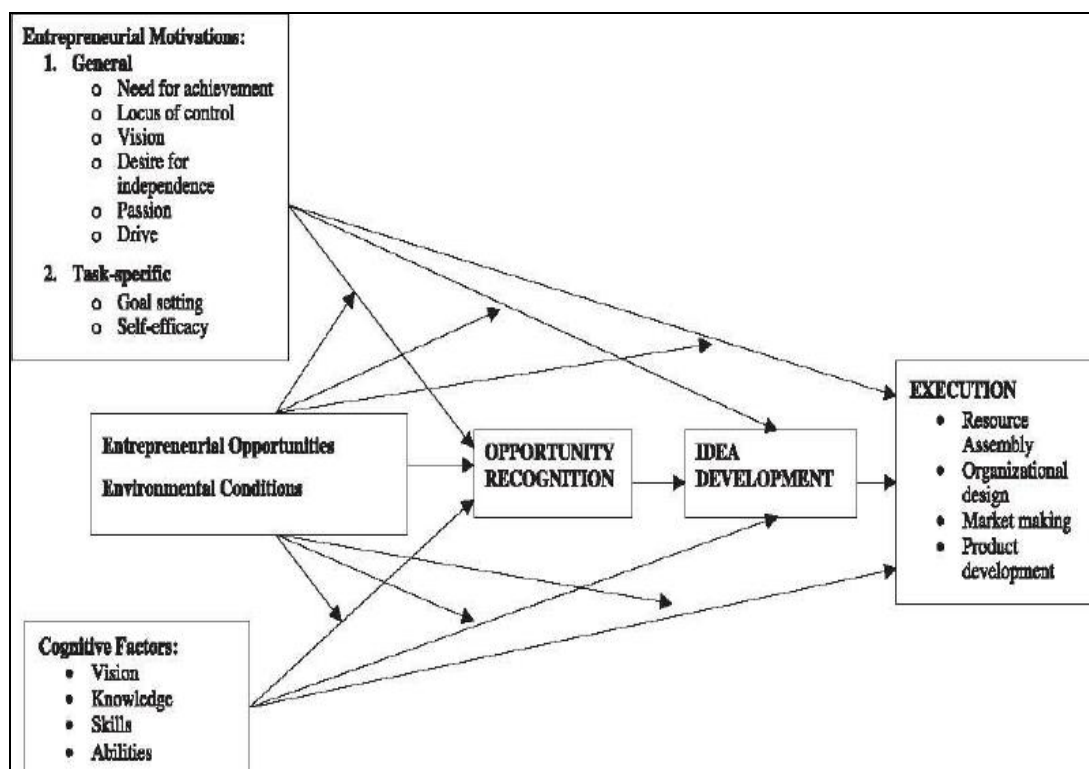 Entrepreneurial Motivations:
1. General
o Need for achievement
o Locus of control
o Vision
o Desire for
independence
o Passion
o Drive
2. Task-specific
o Goal setting
o Self-efficacy
Entrepreneurial Opportunities
Environmental Conditions
OPPORTUNITY
RECOGNITION
IDEA
DEVELOPMENT
EXECUTION
• Resource
Assembly
• Organizational
design
• Market making
• Product
development
Cognitive Factors:
• Vision
• Knowledge
• Skills
• Abilities